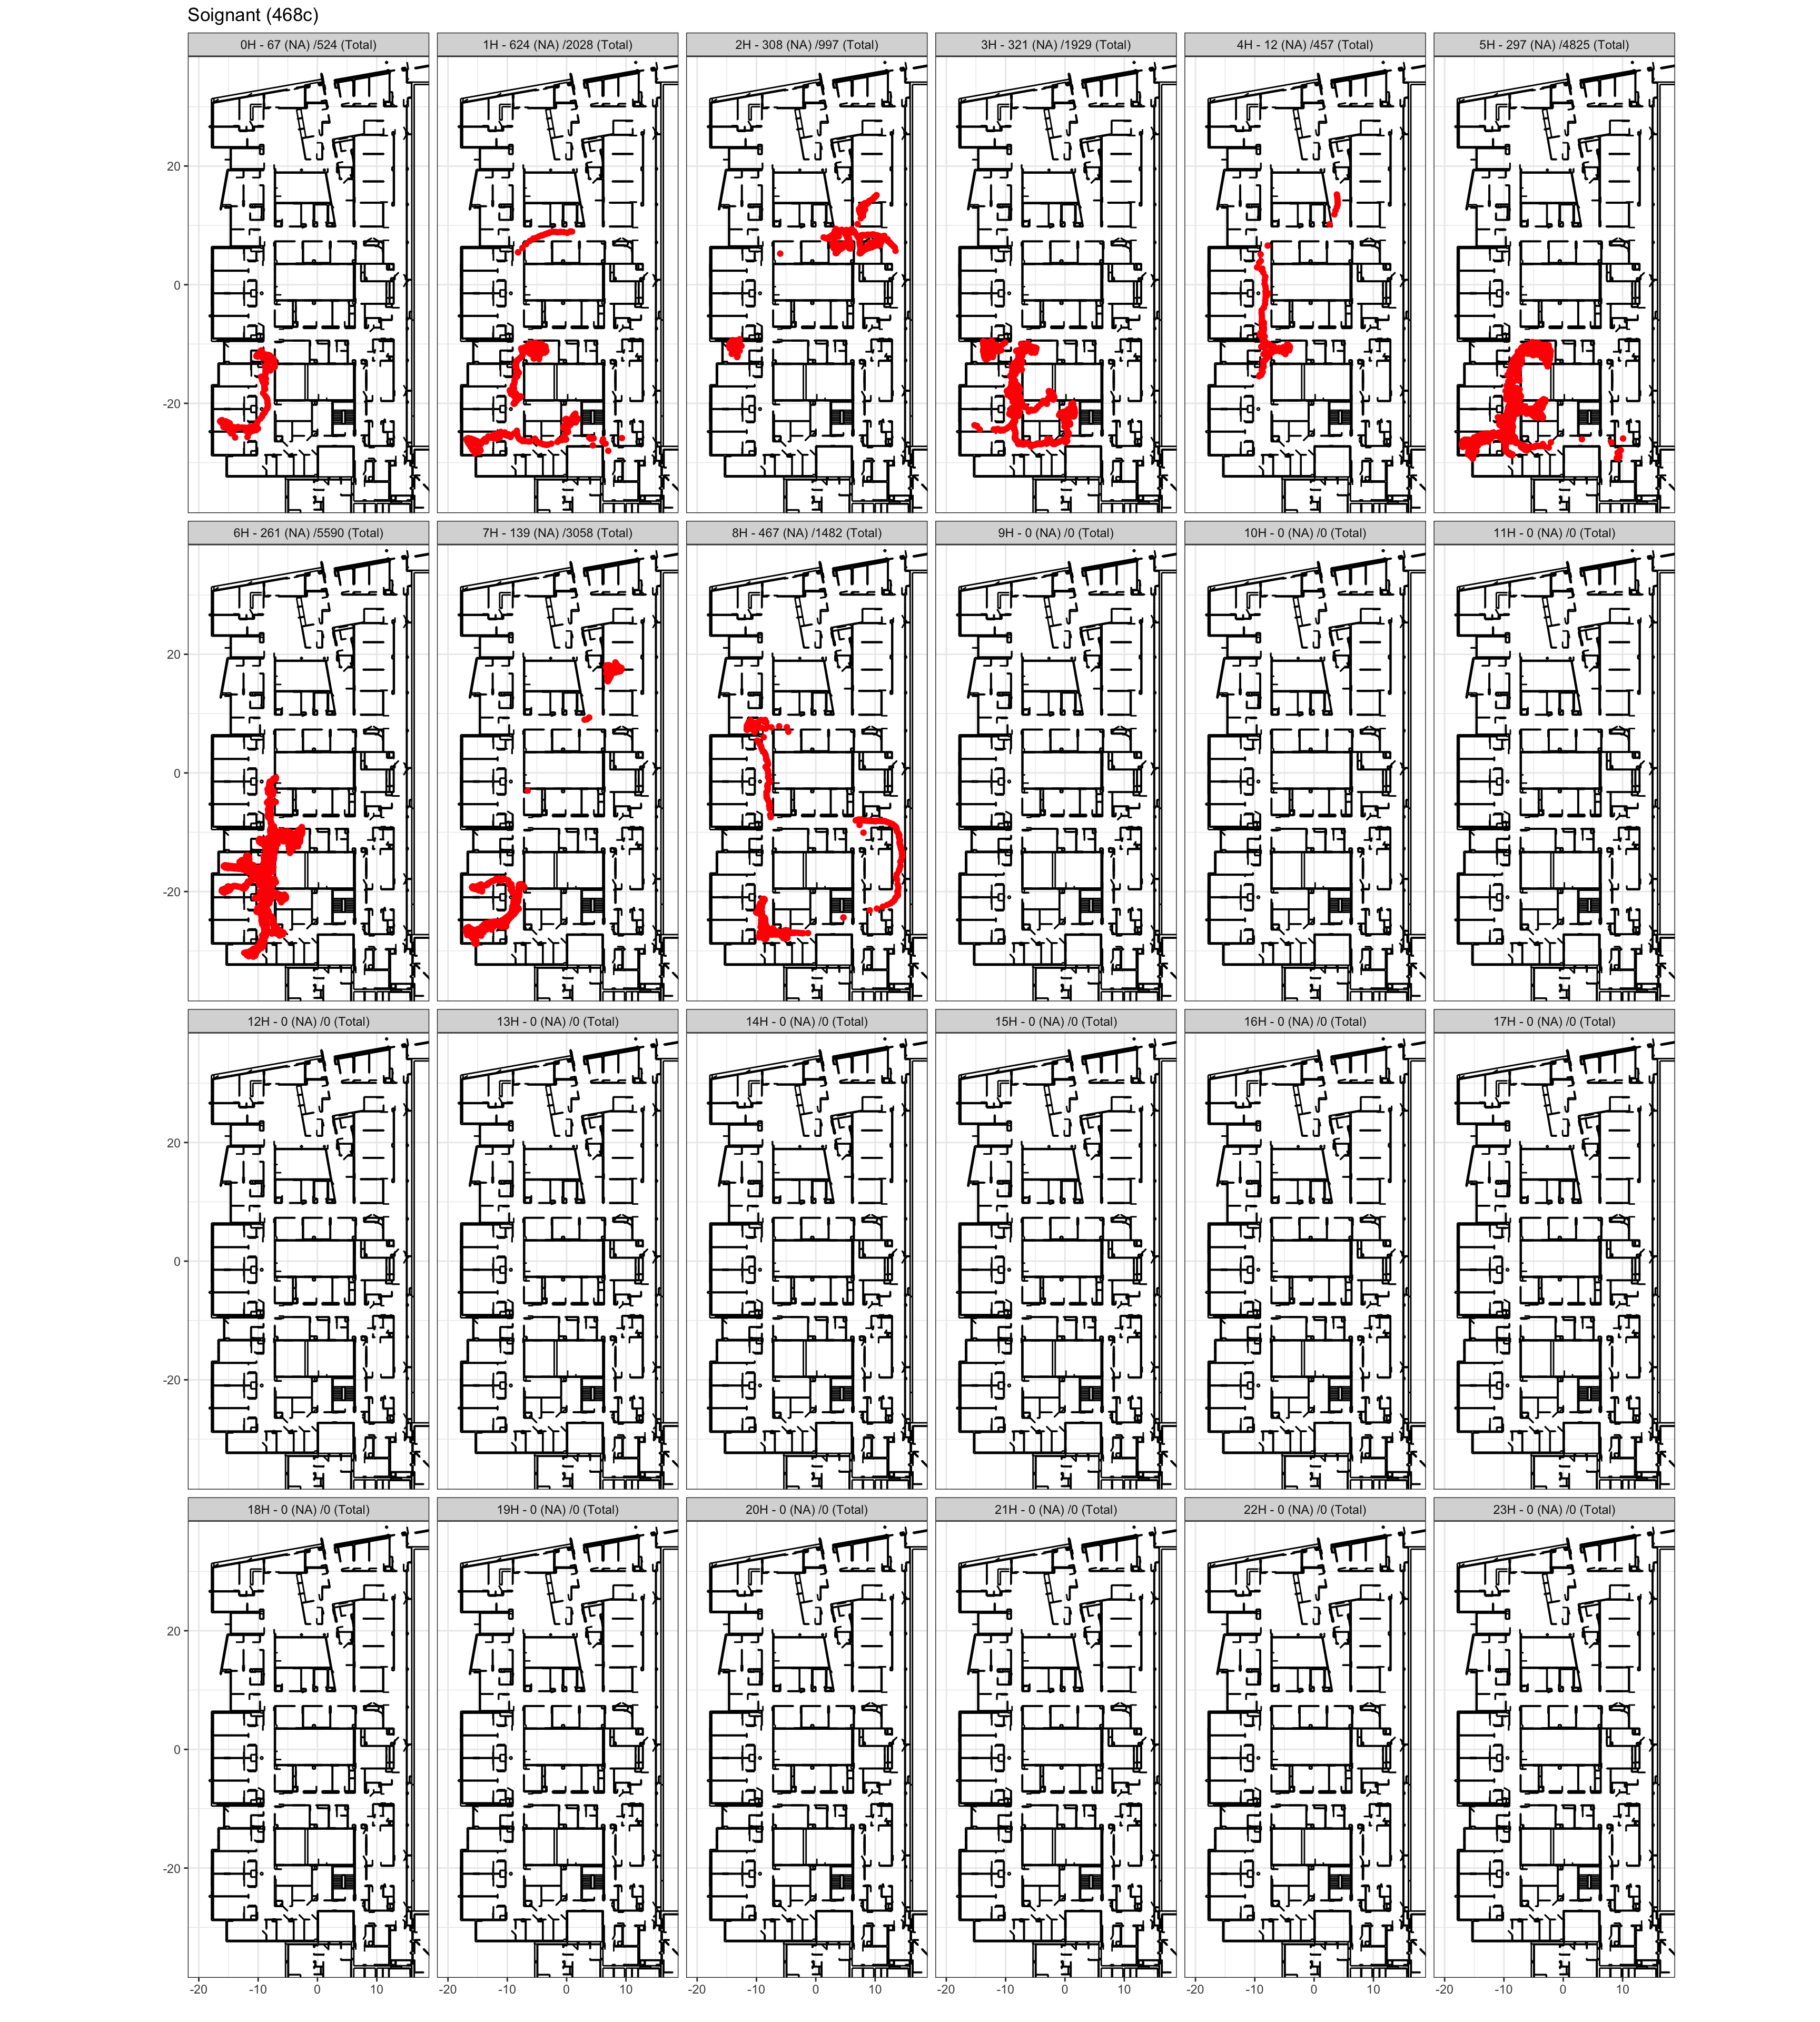 Soignant (468c)
0H - 67 (NA) /524 (Total) 1H - 624 (NA) /2028 (Total) 2H - 308 (NA) /997 (Total) 3H - 321 (NA) /1929 (Total) 4H - 12 (NA) /457 (Total) 5H - 297 (NA) /4825 (Total)
20
0
-20
6H - 261 (NA) /5590 (Total) 7H - 139 (NA) /3058 (Total) 8H - 467 (NA) /1482 (Total) 9H - 0 (NA) /0 (Total) 10H - 0 (NA) /0 (Total) 11H - 0 (NA) /0 (Total)
20
0
-20
12H - 0 (NA) /0 (Total) 13H - 0 (NA) /0 (Total) 14H - 0 (NA) /0 (Total) 15H - 0 (NA) /0 (Total) 16H - 0 (NA) /0 (Total) 17H - 0 (NA) /0 (Total)
20
0
-20
18H - 0 (NA) /0 (Total) 19H - 0 (NA) /0 (Total) 20H - 0 (NA) /0 (Total) 21H - 0 (NA) /0 (Total) 22H - 0 (NA) /0 (Total) 23H - 0 (NA) /0 (Total)
20
0
-20
-20 -10 0 10 -20 -10 0 10 -20 -10 0 10 -20 -10 0 10 -20 -10 0 10 -20 -10 0 10